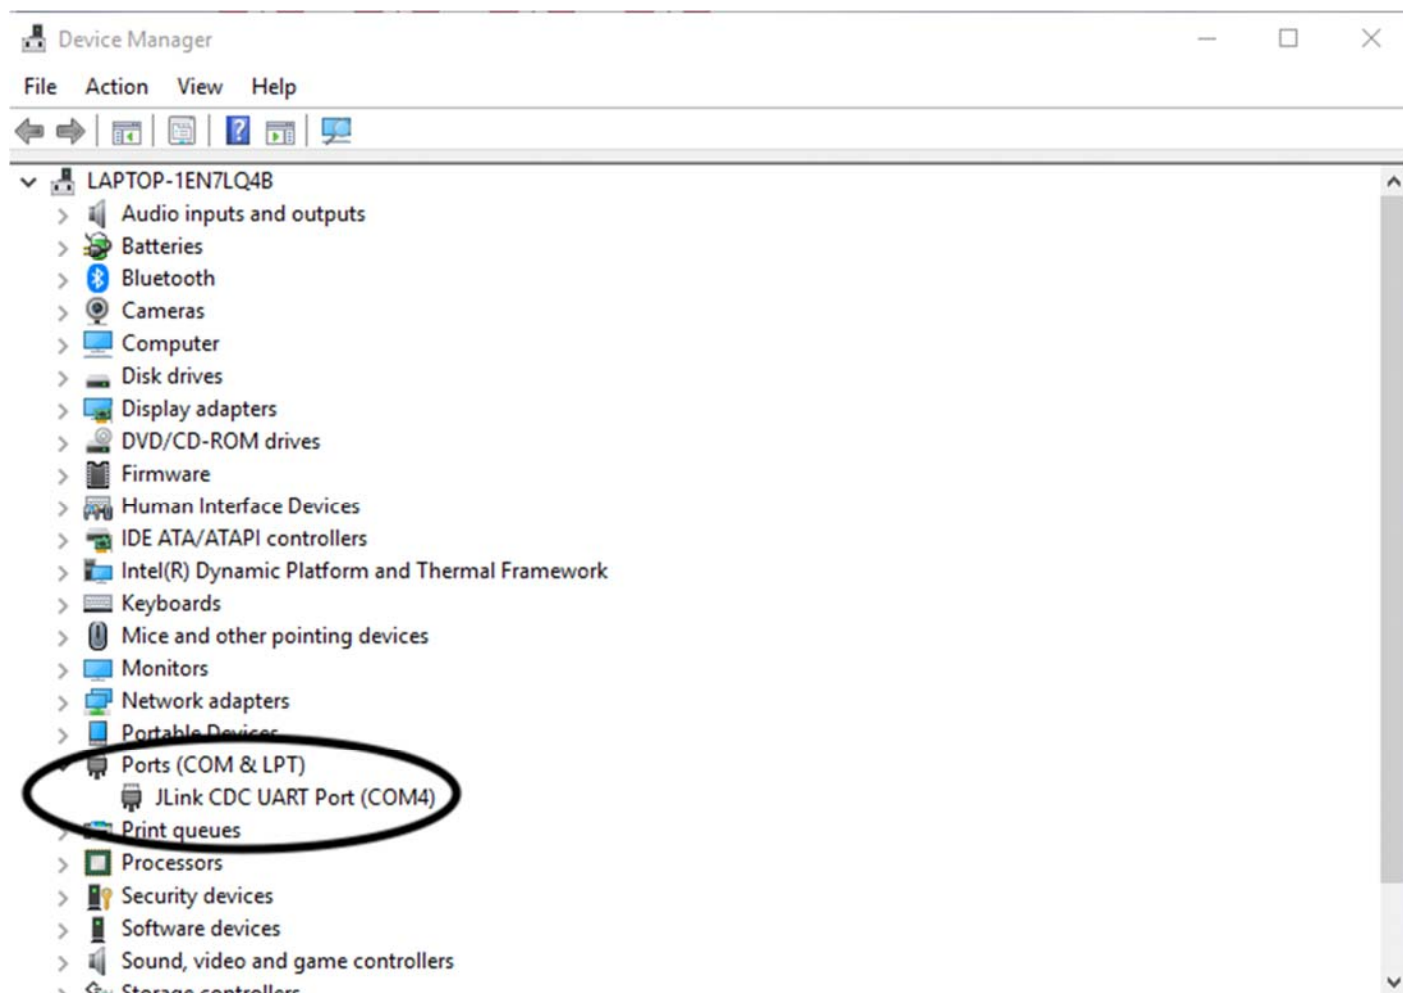 Device Manager
File Action View Help
LAPTOP-1EN7LQ4B
Audio inputs and outputs
Batteries
Bluetooth
Cameras
Computer
Disk drives
Display adapters
DVD/CD-ROM drives
Firmware
Human Interface Devices
IDE ATA/ATAPI controllers
Intel(R) Dynamic Platform and Thermal Framework
Keyboards
Mice and other pointing devices
Monitors
Network adapters
Portable Devices
Ports (COM & LPT)
JLink CDC UART Port (COM4)
Print queues
Processors
Security devices
Software devices
Sound, video and game controllers
Storage controllers